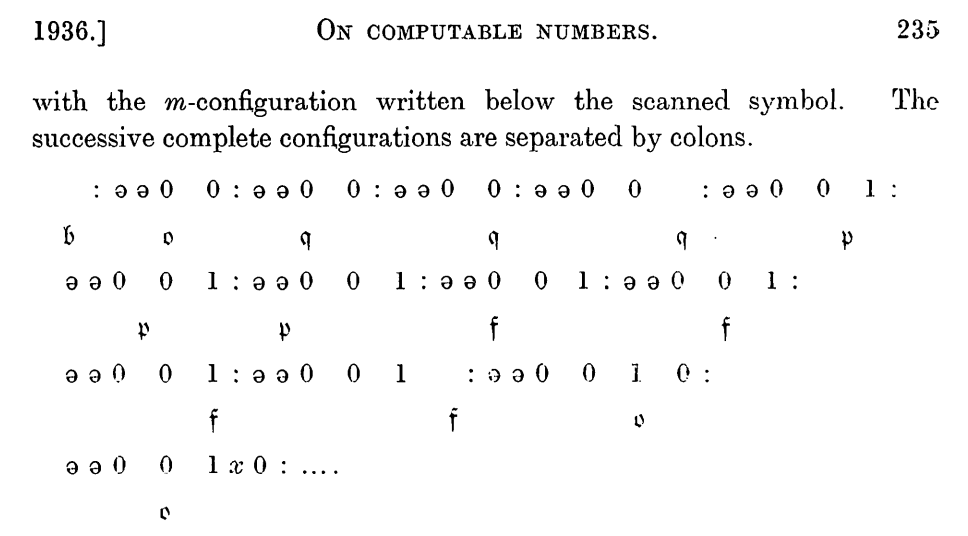 1936.] ON COMPUTABLE NUMBERS. 235
with the m-configuration written below the scanned symbol. The
successive complete configurations are separated by colons.
: ə ə 0 0 : ə ə 0 0 : ə ə 0 0 : ə ə 0 0 : ə ə 0 0 1 :
𝔟 𝔬 𝔮 𝔮 𝔮 𝔭
ə ə 0 0 1 : ə ə 0 0 1 : ə ə 0 0 1 : ə ə 0 0 1 :
𝔭 𝔭 𝔣 𝔣
ə ə 0 0 1 : ə ə 0 0 1 : ə ə 0 0 1 0 :
𝔣 𝔣 𝔬
ə ə 0 0 1 x 0 : ....
𝔬